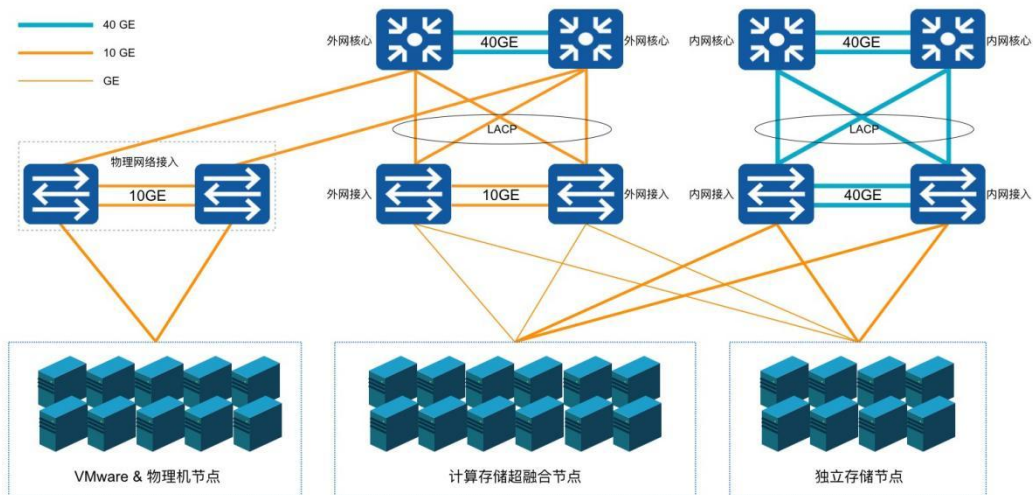 40 GE
10 GE
GE
外网核心
40GE
外网核心
内网核心
40GE
内网核心
LACP
LACP
物理网络接入
10GE
外网接入
10GE
外网接入
内网接入
40GE
内网接入
VMware & 物理机节点
计算存储超融合节点
独立存储节点